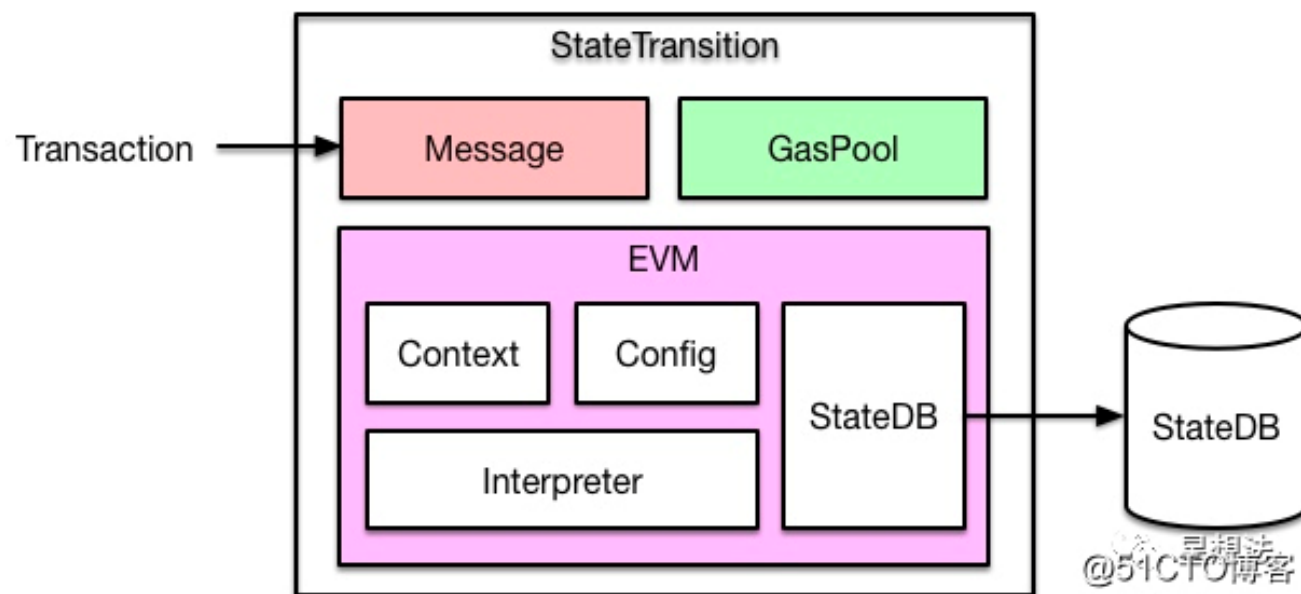 StateTransition
Transaction
Message
GasPool
EVM
Context
Config
StateDB
StateDB
Interpreter
@51CTO博客